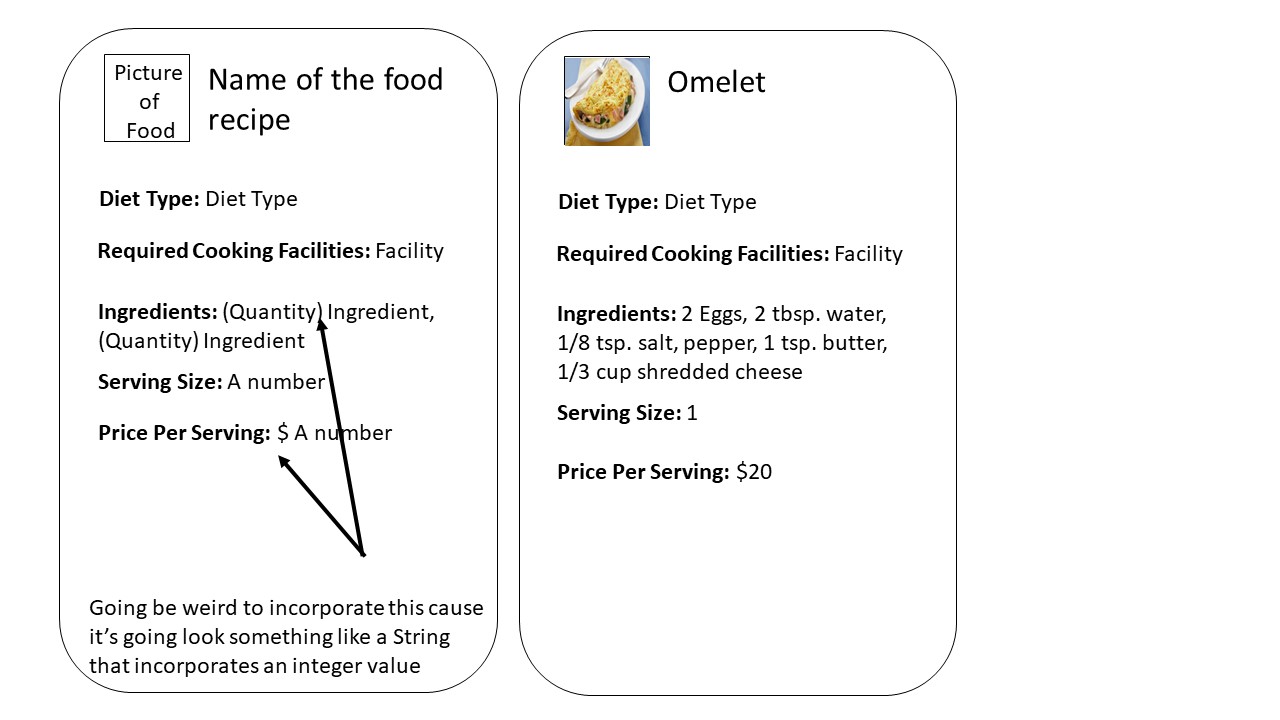 Picture
of
Food
Name of the food
recipe
Diet Type: Diet Type
Required Cooking Facilities: Facility
Ingredients: (Quantity) Ingredient,
(Quantity) Ingredient
Serving Size: A number
Price Per Serving: $ A number
Going be weird to incorporate this cause
it’s going look something like a String
that incorporates an integer value
Omelet
Diet Type: Diet Type
Required Cooking Facilities: Facility
Ingredients: 2 Eggs, 2 tbsp. water,
1/8 tsp. salt, pepper, 1 tsp. butter,
1/3 cup shredded cheese
Serving Size: 1
Price Per Serving: $20